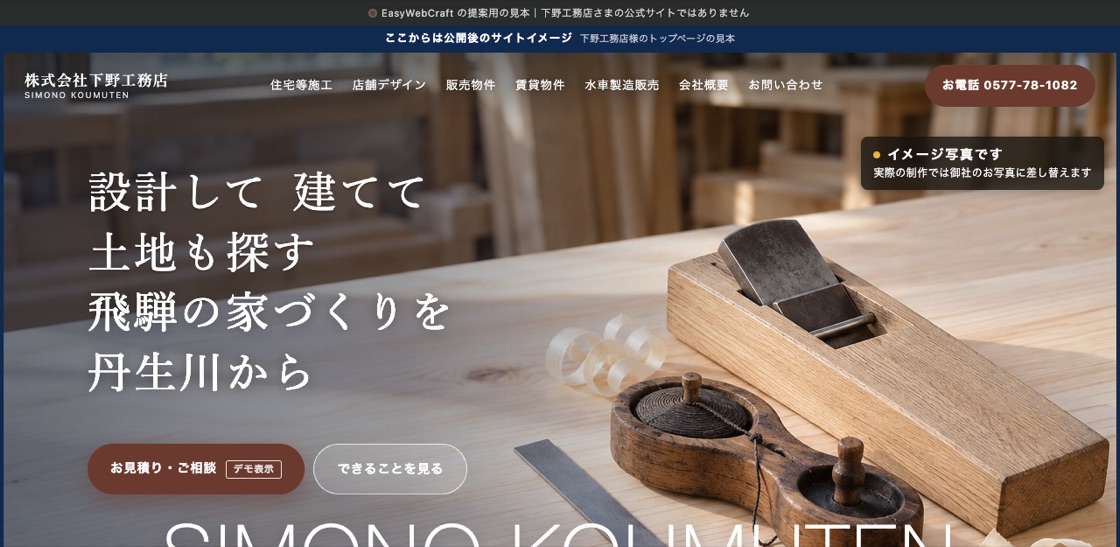 EasyWebCraft の提案用の見本｜下野工務店さまの公式サイトではありません
ここからは公開後のサイトイメージ 下野工務店様のトップページの見本
株式会社下野工務店
SIMONO KOUMUTEN
住宅等施工 店舗デザイン 販売物件 賃貸物件 水車製造販売 会社概要 お問い合わせ
お電話 0577-78-1082
イメージ写真です
実際の制作では御社のお写真に差し替えます
設計して 建てて
土地も探す
飛騨の家づくりを
丹生川から
お見積り・ご相談 デモ表示
できることを見る
SIMONO KOUMUTEN